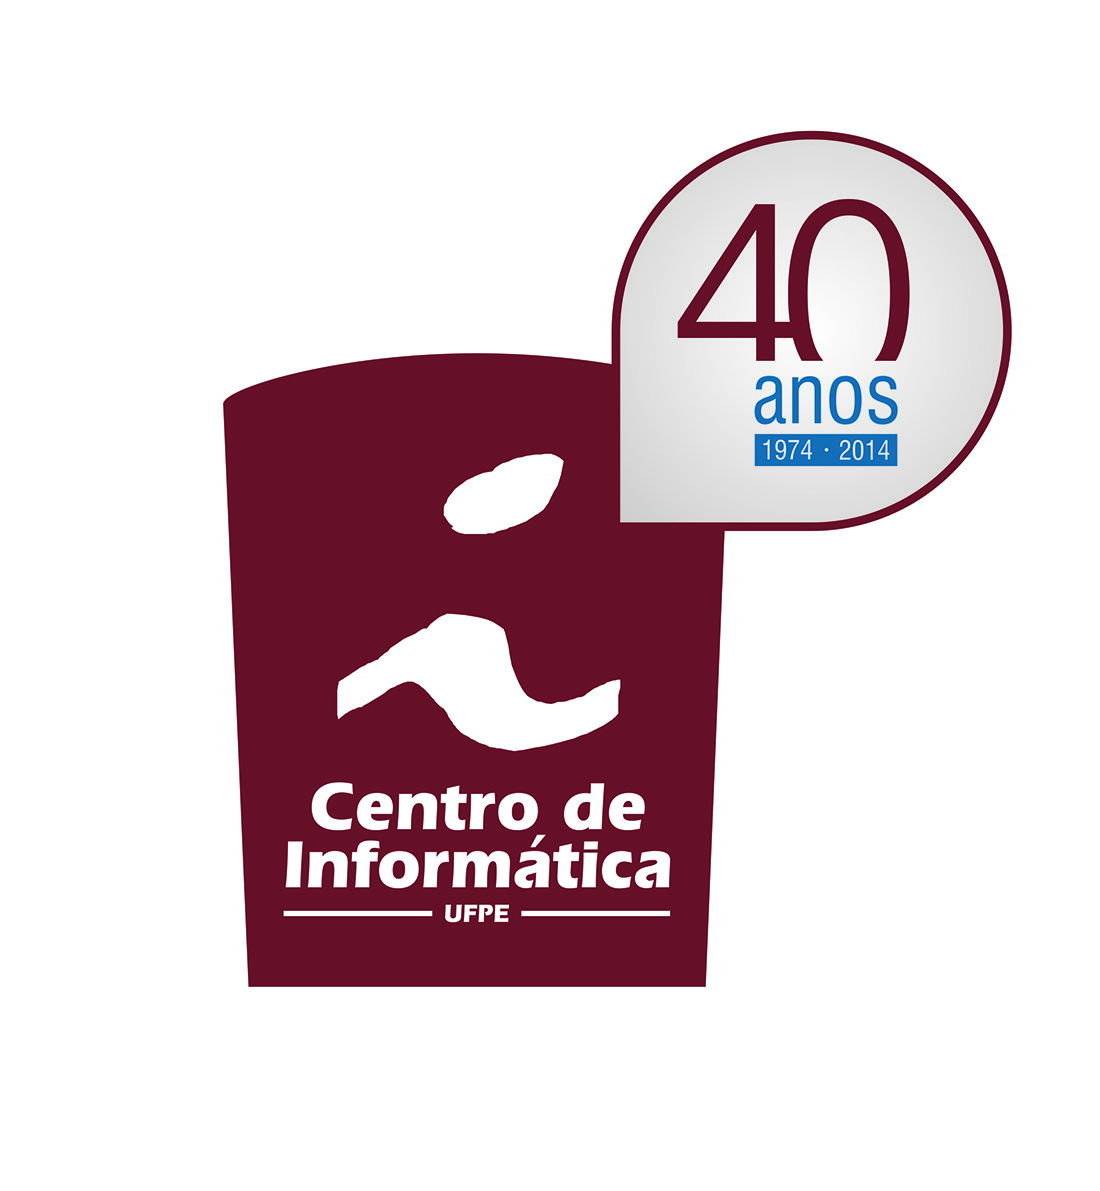 40
anos
1974 · 2014
Centro de
Informática
UFPE